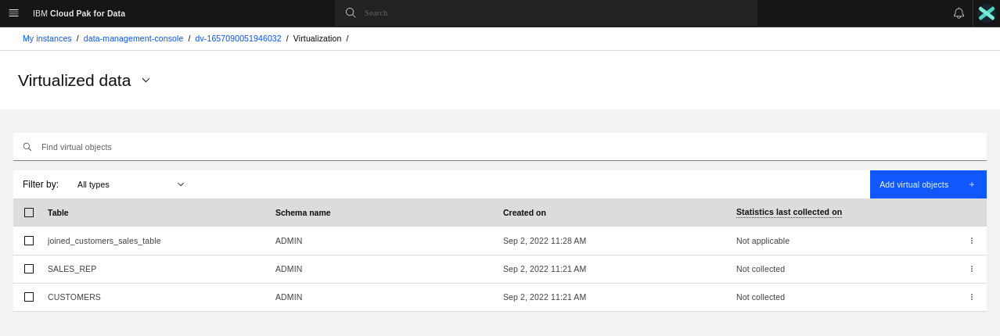 IBM Cloud Pak for Data
Search
My instances / data-management-console / dv-1657090051946032 / Virtualization /
Virtualized data
Find virtual objects
Filter by: All types
Add virtual objects +
Table Schema name Created on Statistics last collected on
joined_customers_sales_table ADMIN Sep 2, 2022 11:28 AM Not applicable
SALES_REP ADMIN Sep 2, 2022 11:21 AM Not collected
CUSTOMERS ADMIN Sep 2, 2022 11:21 AM Not collected